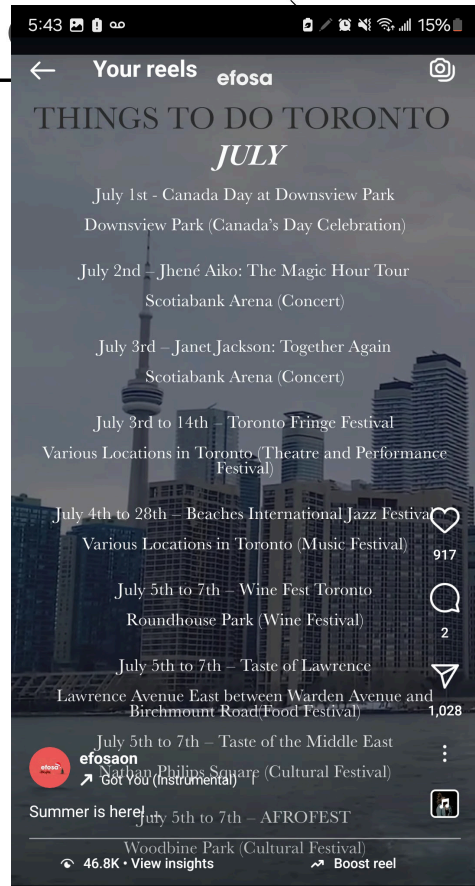 5:43
15%
Your reels
efosa
THINGS TO DO TORONTO
JULY
July 1st - Canada Day at Downsview Park
Downsview Park (Canada's Day Celebration)
July 2nd – Jhené Aiko: The Magic Hour Tour
Scotiabank Arena (Concert)
July 3rd – Janet Jackson: Together Again
Scotiabank Arena (Concert)
July 3rd to 14th – Toronto Fringe Festival
Various Locations in Toronto (Theatre and Performance
Festival)
July 4th to 28th – Beaches International Jazz Festival
Various Locations in Toronto (Music Festival)
917
July 5th to 7th – Wine Fest Toronto
Roundhouse Park (Wine Festival)
2
July 5th to 7th – Taste of Lawrence
Lawrence Avenue East between Warden Avenue and
Birchmount Road(Food Festival)
1,028
July 5th to 7th – Taste of the Middle East
Nathan Philips Square (Cultural Festival)
efosa
efosaon
Got You (Instrumental)
Summer is here! ...
July 5th to 7th – AFROFEST
Woodbine Park (Cultural Festival)
46.8K • View insights
Boost reel